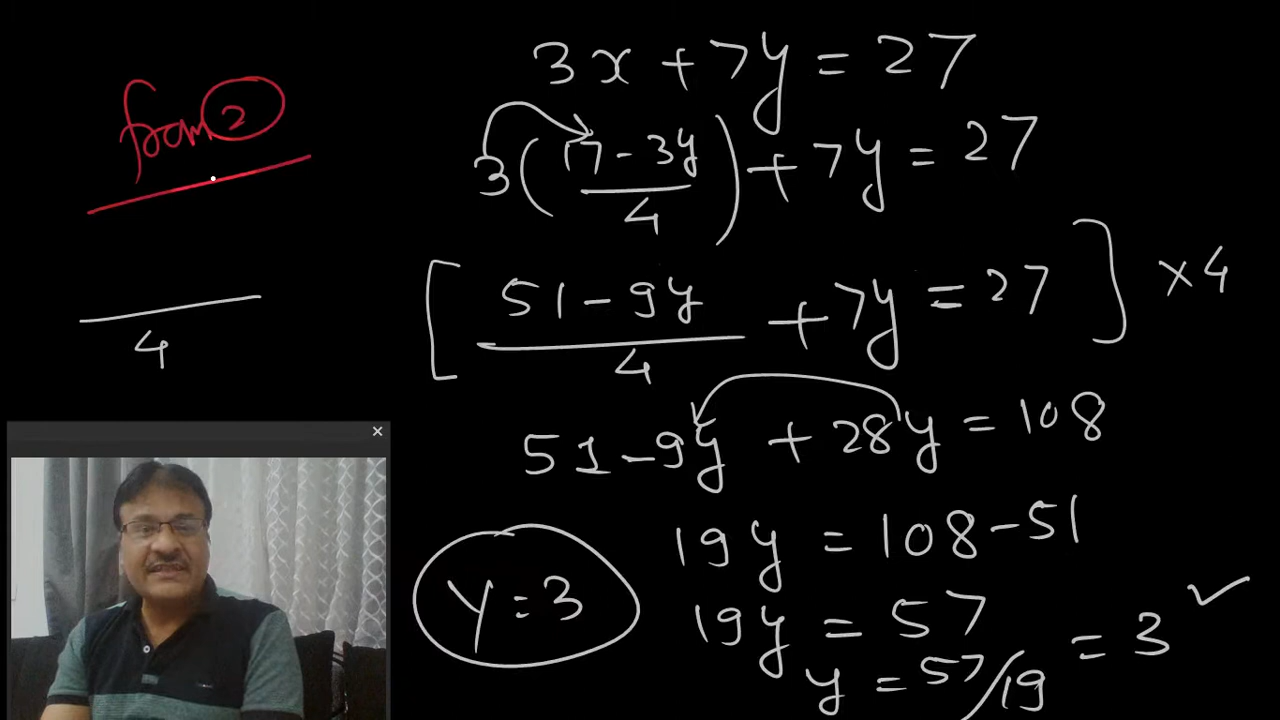 from 2
4
3x + 7y = 27
3(17 - 3y / 4) + 7y = 27
[51 - 9y / 4 + 7y = 27] × 4
51 - 9y + 28y = 108
19y = 108 - 51
19y = 57
y = 57/19 = 3 ✓
y = 3